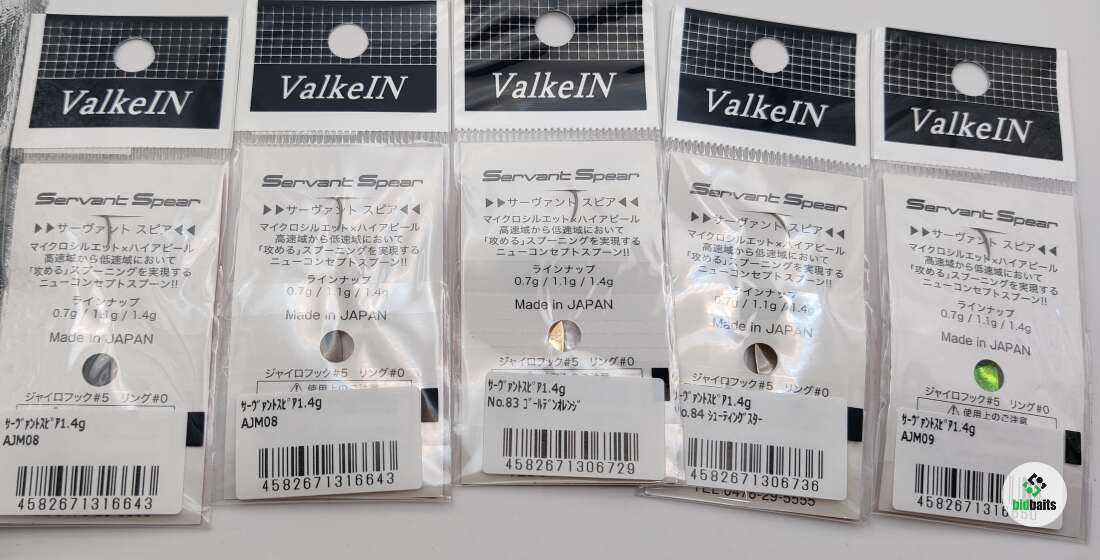 ValkeIN
Servant Spear
▶▶サーヴァント スピア◀◀
マイクロシルエット×ハイアピール
高速域から低速域において
「攻める」スプーニングを実現する
ニューコンセプトスプーン!!
ラインナップ
0.7g / 1.1g / 1.4g
Made in JAPAN
ジャイロフック#5 リング#0
ｻｰｳﾞｧﾝﾄｽﾋﾟｱ1.4g
AJM08
4582671316643
ValkeIN
Servant Spear
▶▶サーヴァント スピア◀◀
マイクロシルエット×ハイアピール
高速域から低速域において
「攻める」スプーニングを実現する
ニューコンセプトスプーン!!
ラインナップ
0.7g / 1.1g / 1.4g
Made in JAPAN
ジャイロフック#5 リング#0
⚠使用上のご注意
ｻｰｳﾞｧﾝﾄｽﾋﾟｱ1.4g
AJM08
4582671316643
ValkeIN
Servant Spear
▶▶サーヴァント スピア◀◀
マイクロシルエット×ハイアピール
高速域から低速域において
「攻める」スプーニングを実現する
ニューコンセプトスプーン!!
ラインナップ
0.7g / 1.1g / 1.4g
Made in JAPAN
ｻｰｳﾞｧﾝﾄｽﾋﾟｱ1.4g
No.83 ｺﾞｰﾙﾃﾞﾝｵﾚﾝｼﾞ
4582671306729
ValkeIN
Servant Spear
▶▶サーヴァント スピア◀◀
マイクロシルエット×ハイアピール
高速域から低速域において
「攻める」スプーニングを実現する
ニューコンセプトスプーン!!
ラインナップ
0.7g / 1.1g / 1.4g
Made in JAPAN
ジャイロフック#5 リング#0
ｻｰｳﾞｧﾝﾄｽﾋﾟｱ1.4g
No.84 ｼｭｰﾃｨﾝｸﾞｽﾀｰ
4582671306736
TEL 0476-29-5555
ValkeIN
Servant Spear
▶▶サーヴァント スピア◀◀
マイクロシルエット×ハイアピール
高速域から低速域において
「攻める」スプーニングを実現する
ニューコンセプトスプーン!!
ラインナップ
0.7g / 1.1g / 1.4g
Made in JAPAN
ジャイロフック#5 リング#0
⚠使用上のご注意
ｻｰｳﾞｧﾝﾄｽﾋﾟｱ1.4g
AJM09
bidbaits